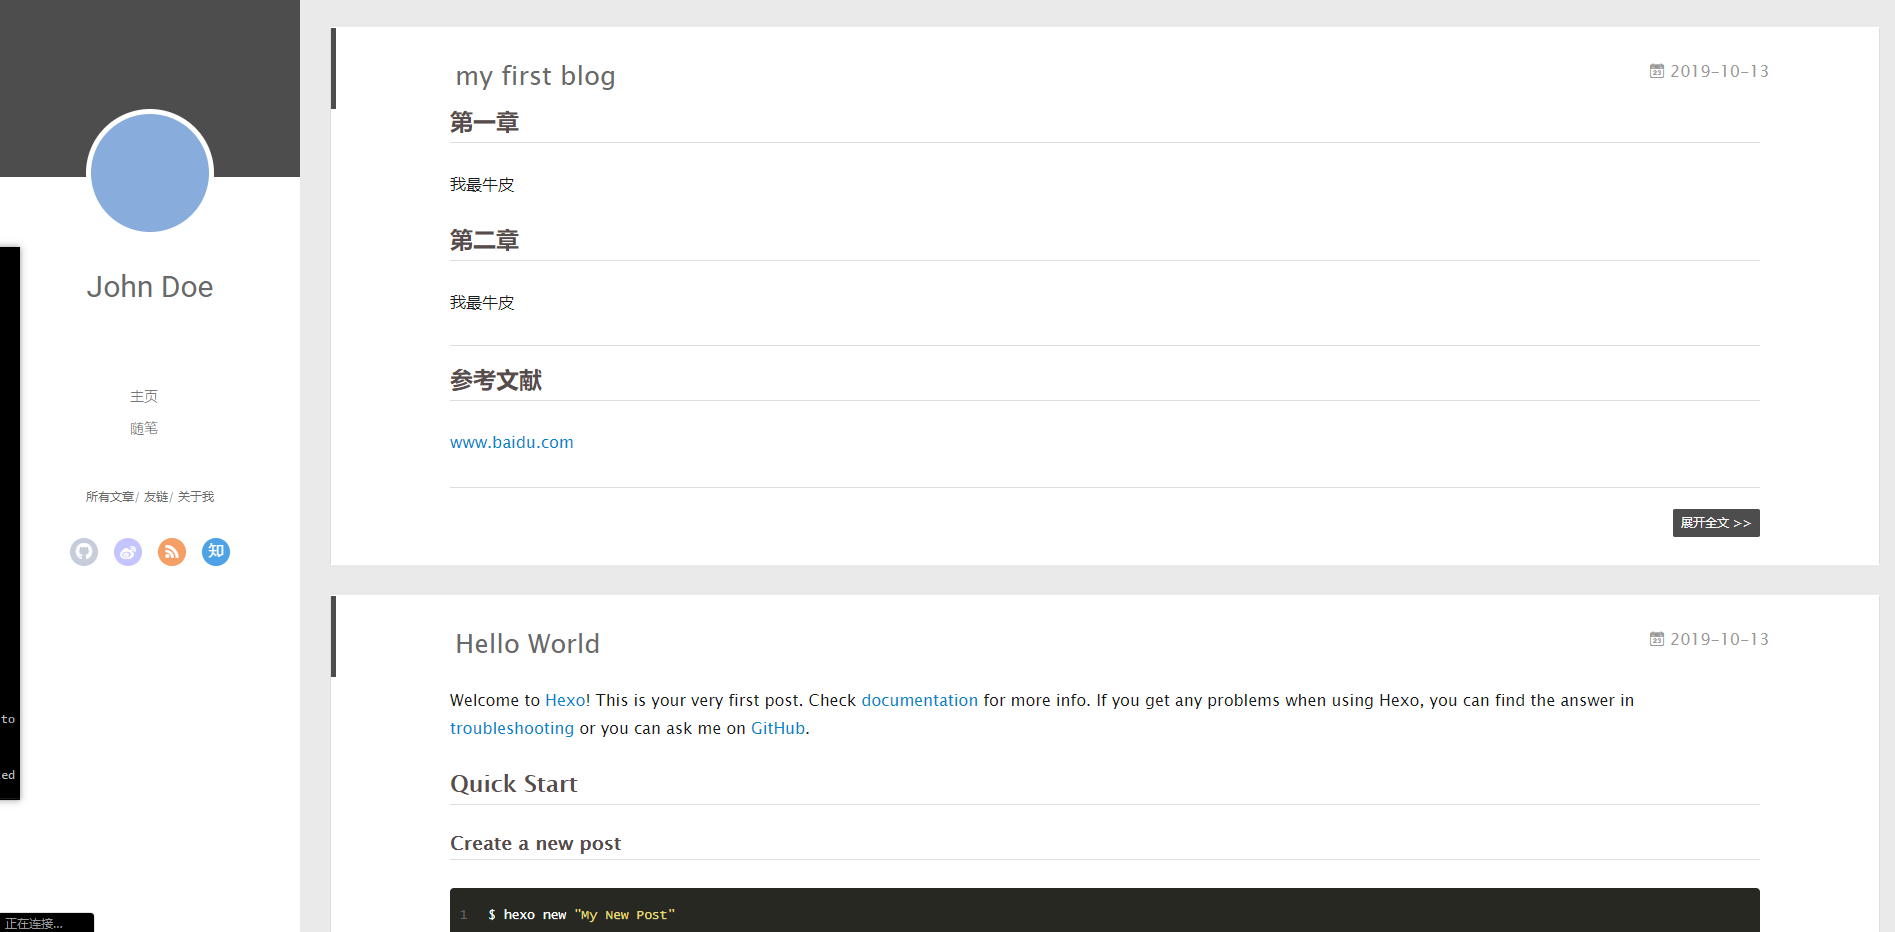 John Doe
主页
随笔
所有文章/ 友链/ 关于我
知
to
ed
正在连接...
my first blog
23 2019-10-13
第一章
我最牛皮
第二章
我最牛皮
参考文献
www.baidu.com
展开全文 >>
Hello World
23 2019-10-13
Welcome to Hexo! This is your very first post. Check documentation for more info. If you get any problems when using Hexo, you can find the answer in
troubleshooting or you can ask me on GitHub.
Quick Start
Create a new post
1 $ hexo new "My New Post"